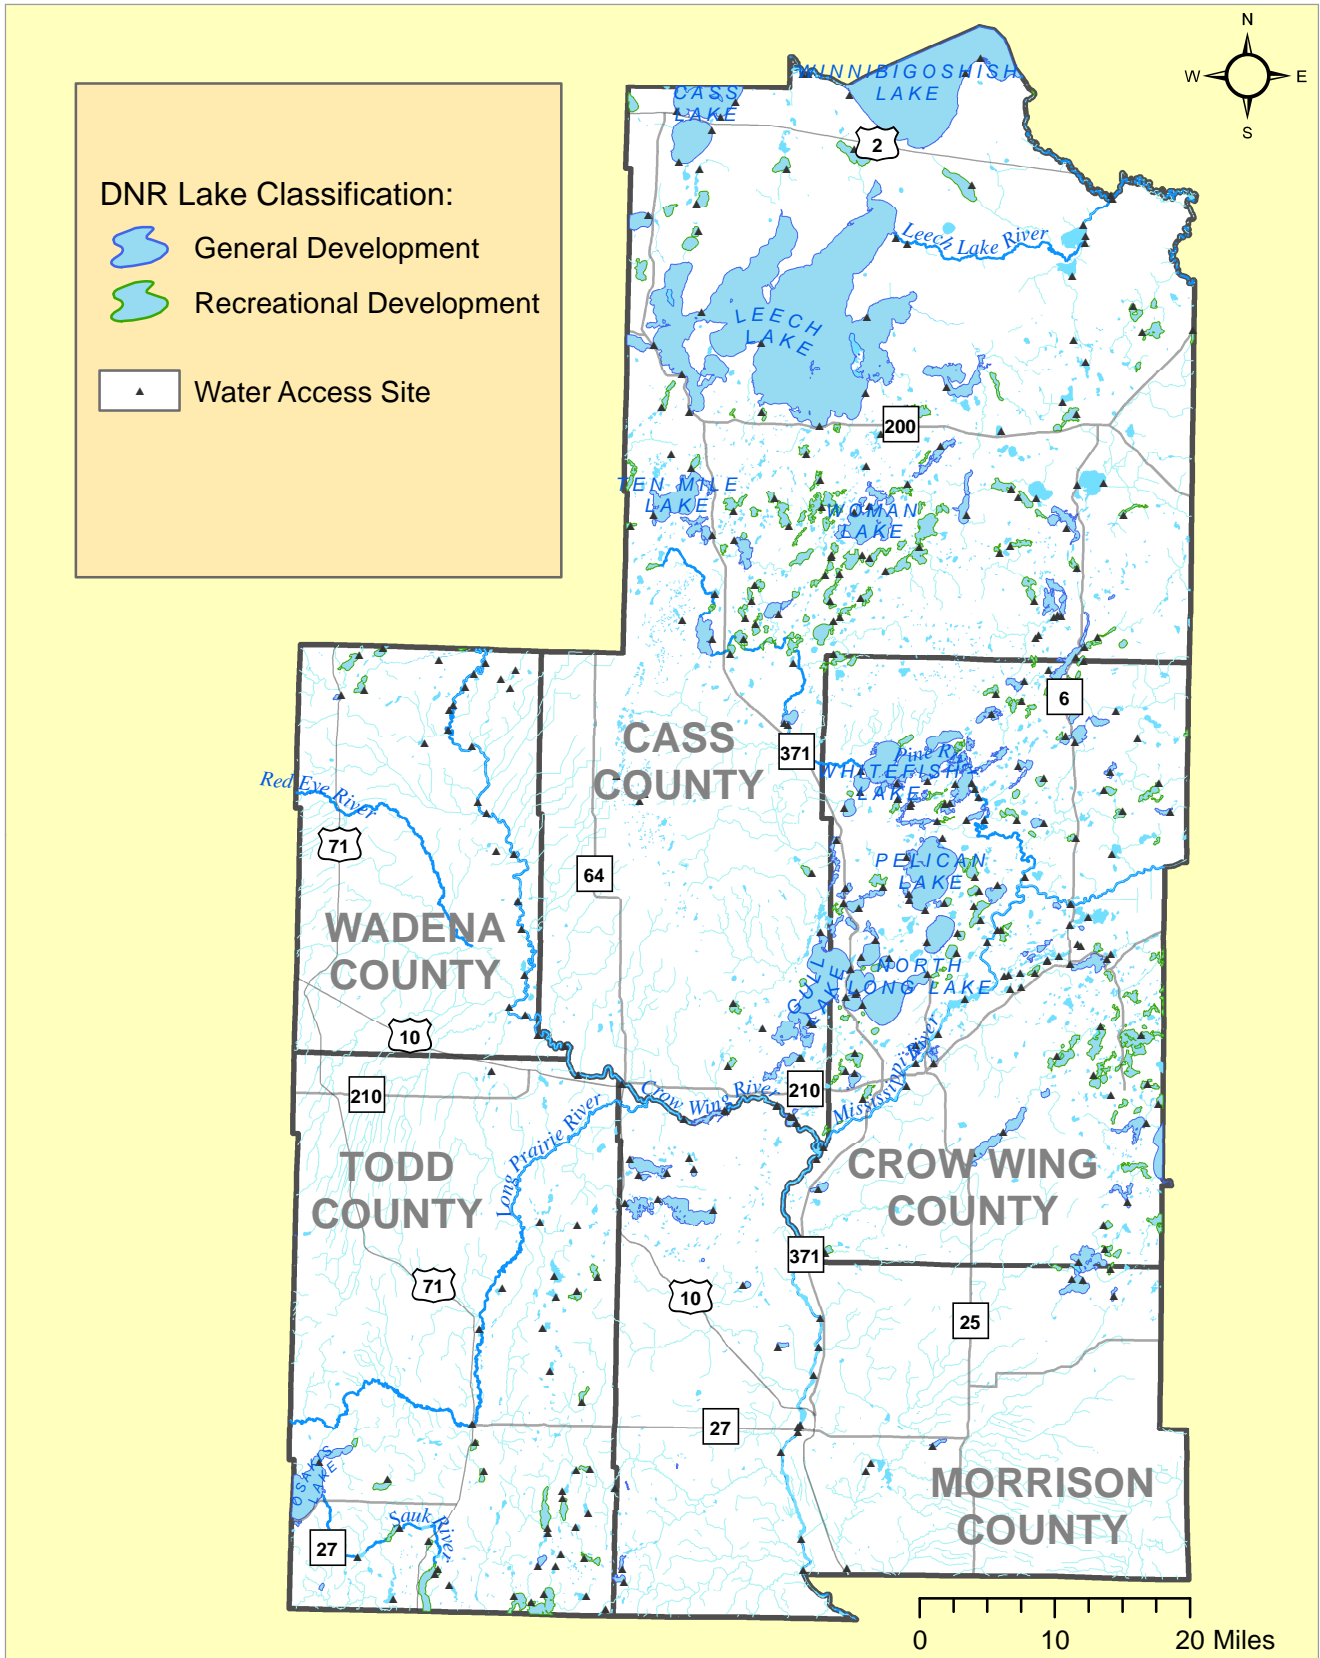 N
W
E
S
DNR Lake Classification:
General Development
Recreational Development
Water Access Site
WINNIBIGOSHISH
LAKE
CASS
LAKE
2
Leech Lake River
LEECH
LAKE
200
TEN MILE
LAKE
WOMAN
LAKE
6
CASS
COUNTY
371
Pine R.
WHITEFISH
LAKE
Red Eye River
71
64
PELICAN
LAKE
WADENA
COUNTY
GULL
LAKE
NORTH
LONG LAKE
10
210
Crow Wing River
210
Mississippi River
Long Prairie River
TODD
COUNTY
CROW WING
COUNTY
371
71
10
25
27
OSAKIS
LAKE
MORRISON
COUNTY
Sauk River
27
0
10
20 Miles